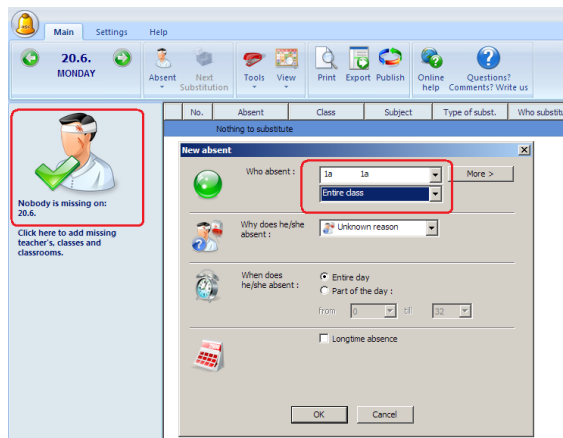 Main Settings Help
20.6.
MONDAY
Absent
Next
Substitution
Tools
View
Print
Export
Publish
Online
help
Questions?
Comments? Write us
No. Absent Class Subject Type of subst. Who substitu
Nothing to substitute
Nobody is missing on:
20.6.
Click here to add missing
teacher's, classes and
classrooms.
New absent
Who absent :
1a 1a
More >
Entire class
Why does he/she
absent :
Unknown reason
When does
he/she absent :
Entire day
Part of the day :
from 0 till 32
Longtime absence
OK Cancel